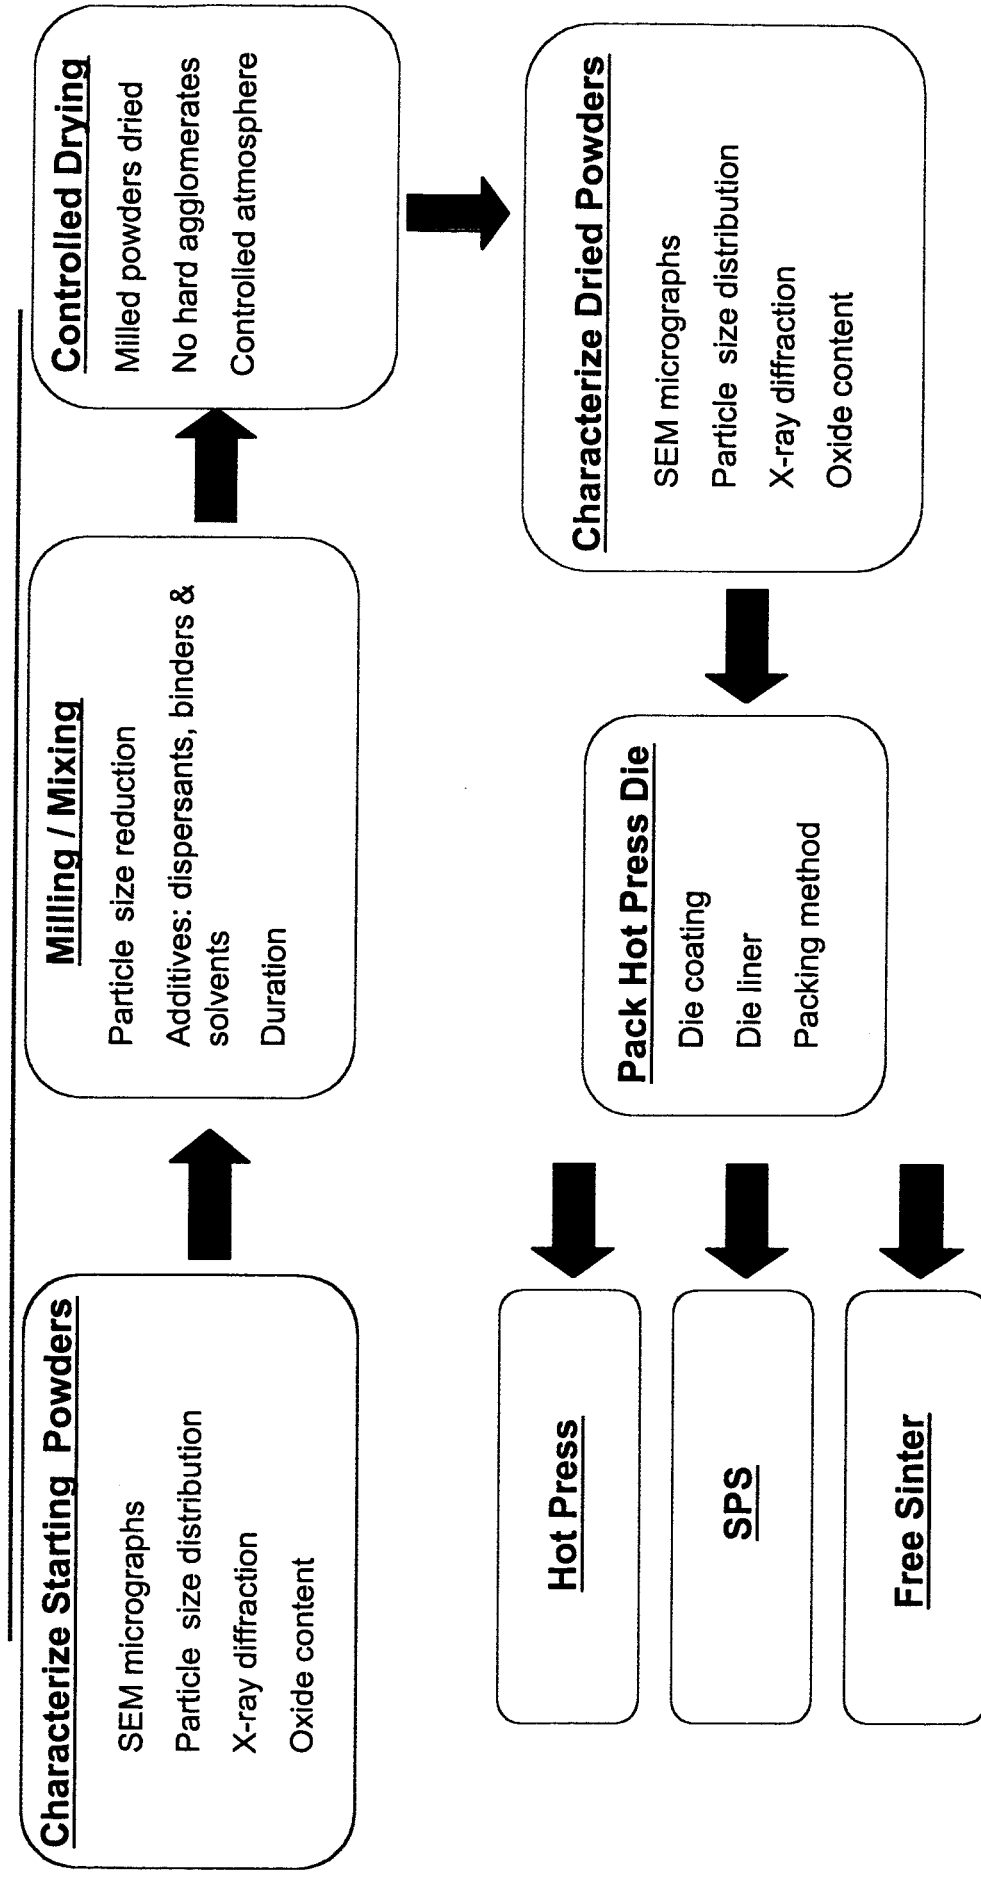 Characterize Starting Powders
SEM micrographs
Particle size distribution
X-ray diffraction
Oxide content
Milling / Mixing
Particle size reduction
Additives: dispersants, binders &
solvents
Duration
Controlled Drying
Milled powders dried
No hard agglomerates
Controlled atmosphere
Characterize Dried Powders
SEM micrographs
Particle size distribution
X-ray diffraction
Oxide content
Pack Hot Press Die
Die coating
Die liner
Packing method
Hot Press
SPS
Free Sinter